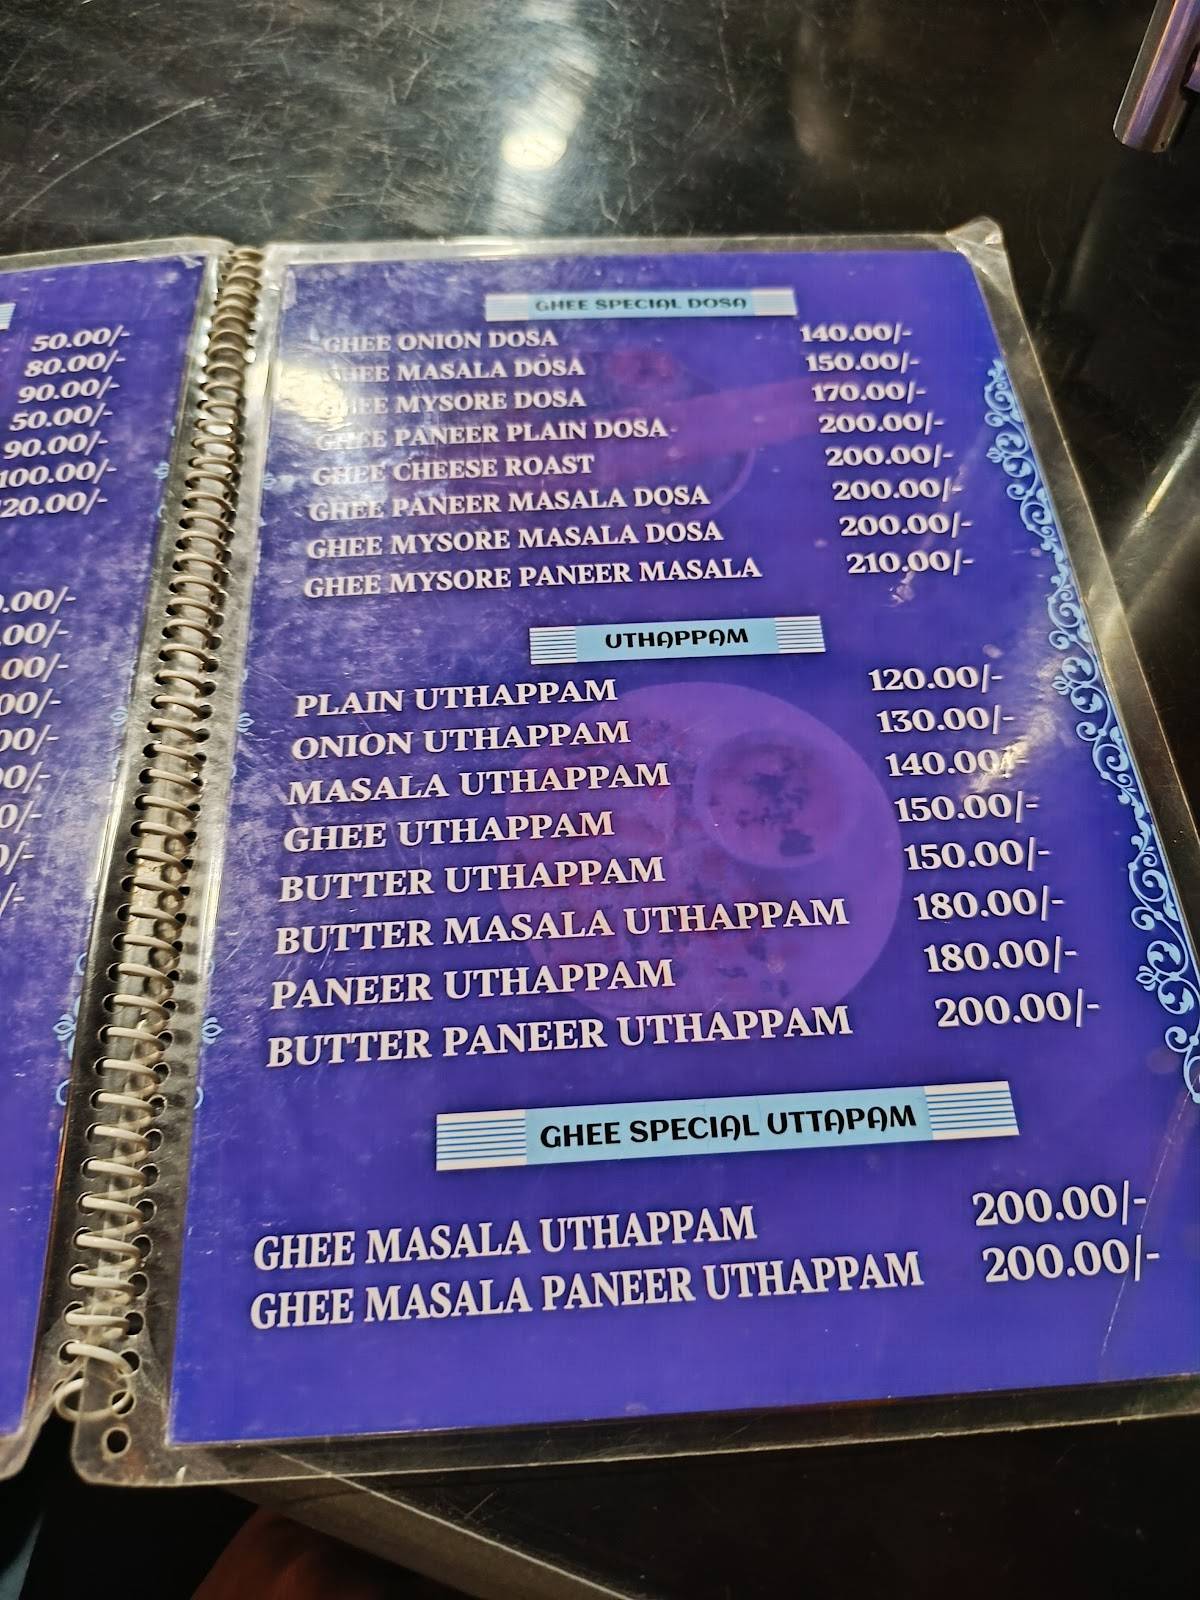 50.00/-
80.00/-
90.00/-
50.00/-
90.00/-
100.00/-
GHEE SPECIAL DOSA
GHEE ONION DOSA 140.00/-
GHEE MASALA DOSA 150.00/-
GHEE MYSORE DOSA 170.00/-
GHEE PANEER PLAIN DOSA 200.00/-
GHEE CHEESE ROAST 200.00/-
GHEE PANEER MASALA DOSA 200.00/-
GHEE MYSORE MASALA DOSA 200.00/-
GHEE MYSORE PANEER MASALA 210.00/-
UTHAPPAM
PLAIN UTHAPPAM 120.00/-
ONION UTHAPPAM 130.00/-
MASALA UTHAPPAM 140.00/-
GHEE UTHAPPAM 150.00/-
BUTTER UTHAPPAM 150.00/-
BUTTER MASALA UTHAPPAM 180.00/-
PANEER UTHAPPAM 180.00/-
BUTTER PANEER UTHAPPAM 200.00/-
GHEE SPECIAL UTTAPAM
GHEE MASALA UTHAPPAM 200.00/-
GHEE MASALA PANEER UTHAPPAM 200.00/-